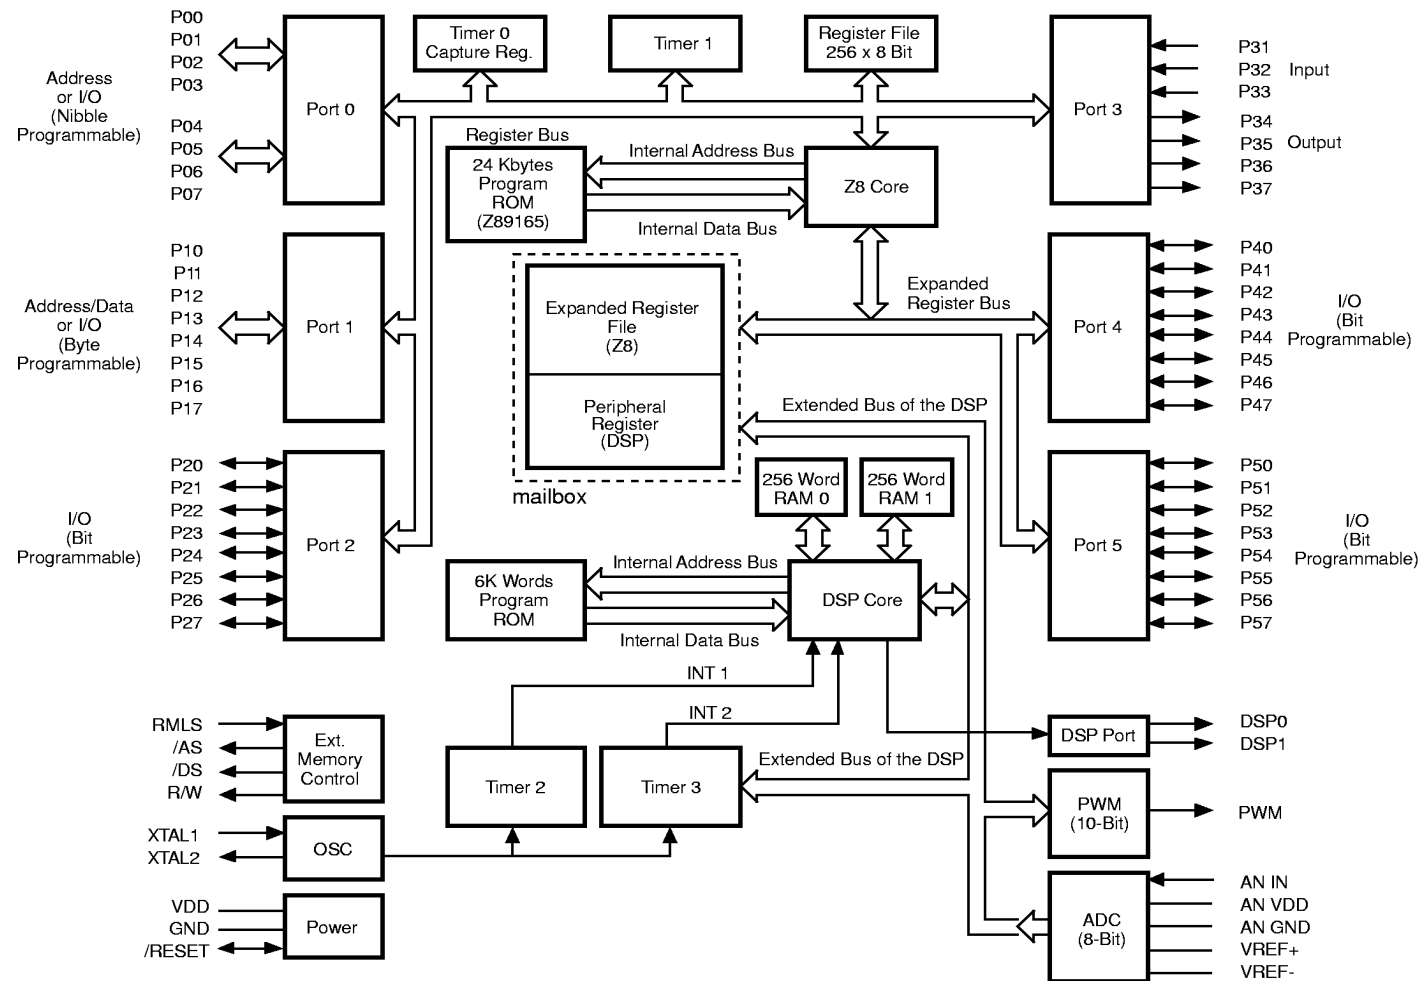 P00
P01
P02
P03
Address
or I/O
(Nibble
Programmable)
P04
P05
P06
P07
Port 0
Timer 0
Capture Reg.
Timer 1
Register File
256 x 8 Bit
Port 3
P31
P32
P33
Input
P34
P35
P36
P37
Output
Register Bus
24 Kbytes
Program
ROM
(Z89165)
Internal Address Bus
Internal Data Bus
Z8 Core
P10
P11
P12
P13
P14
P15
P16
P17
Address/Data
or I/O
(Byte
Programmable)
Port 1
Expanded Register
File
(Z8)
Peripheral
Register
(DSP)
mailbox
Expanded
Register Bus
Extended Bus of the DSP
Port 4
P40
P41
P42
P43
P44
P45
P46
P47
I/O
(Bit
Programmable)
P20
P21
P22
P23
P24
P25
P26
P27
I/O
(Bit
Programmable)
Port 2
256 Word
RAM 0
256 Word
RAM 1
6K Words
Program
ROM
Internal Address Bus
Internal Data Bus
DSP Core
Port 5
P50
P51
P52
P53
P54
P55
P56
P57
I/O
(Bit
Programmable)
INT 1
INT 2
RMLS
/AS
/DS
R/W
Ext.
Memory
Control
Timer 2
Timer 3
Extended Bus of the DSP
DSP Port
DSP0
DSP1
PWM
(10-Bit)
PWM
XTAL1
XTAL2
OSC
VDD
GND
/RESET
Power
ADC
(8-Bit)
AN IN
AN VDD
AN GND
VREF+
VREF-